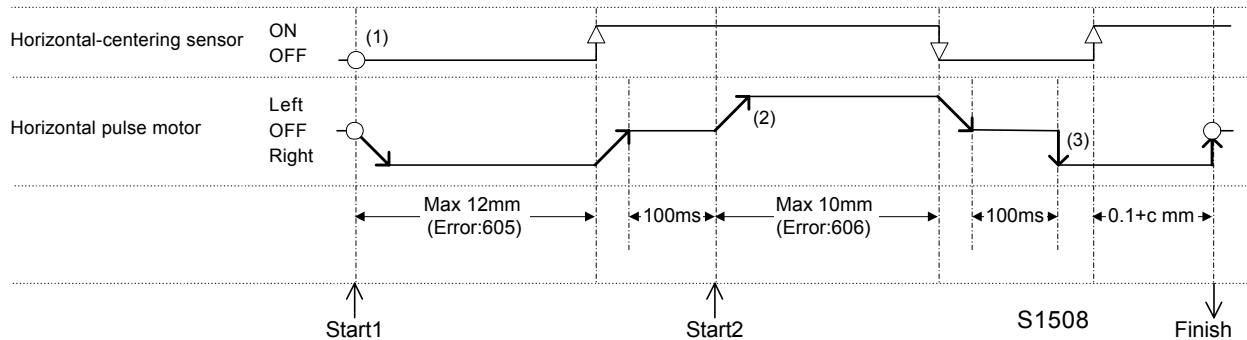 Horizontal-centering sensor
ON
OFF
(1)
Horizontal pulse motor
Left
OFF
Right
(2)
(3)
Max 12mm
(Error:605)
100ms
Max 10mm
(Error:606)
100ms
0.1+c mm
Start1
Start2
S1508
Finish